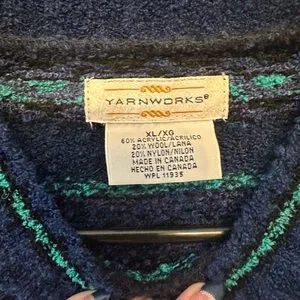 YARNWORKS®
XL/XG
60% ACRYLIC/ACRILICO
20% WOOL/LANA
20% NYLON/NILON
MADE IN CANADA
HECHO EN CANADA
WPL 11935